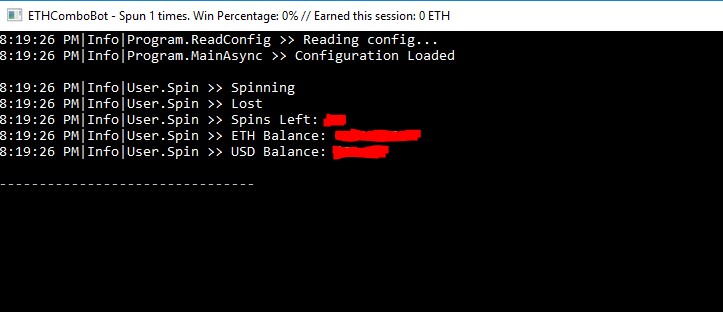 ETHComboBot - Spun 1 times. Win Percentage: 0% // Earned this session: 0 ETH
8:19:26 PM|Info|Program.ReadConfig >> Reading config...
8:19:26 PM|Info|Program.MainAsync >> Configuration Loaded
8:19:26 PM|Info|User.Spin >> Spinning
8:19:26 PM|Info|User.Spin >> Lost
8:19:26 PM|Info|User.Spin >> Spins Left:
8:19:26 PM|Info|User.Spin >> ETH Balance:
8:19:26 PM|Info|User.Spin >> USD Balance:
--------------------------------